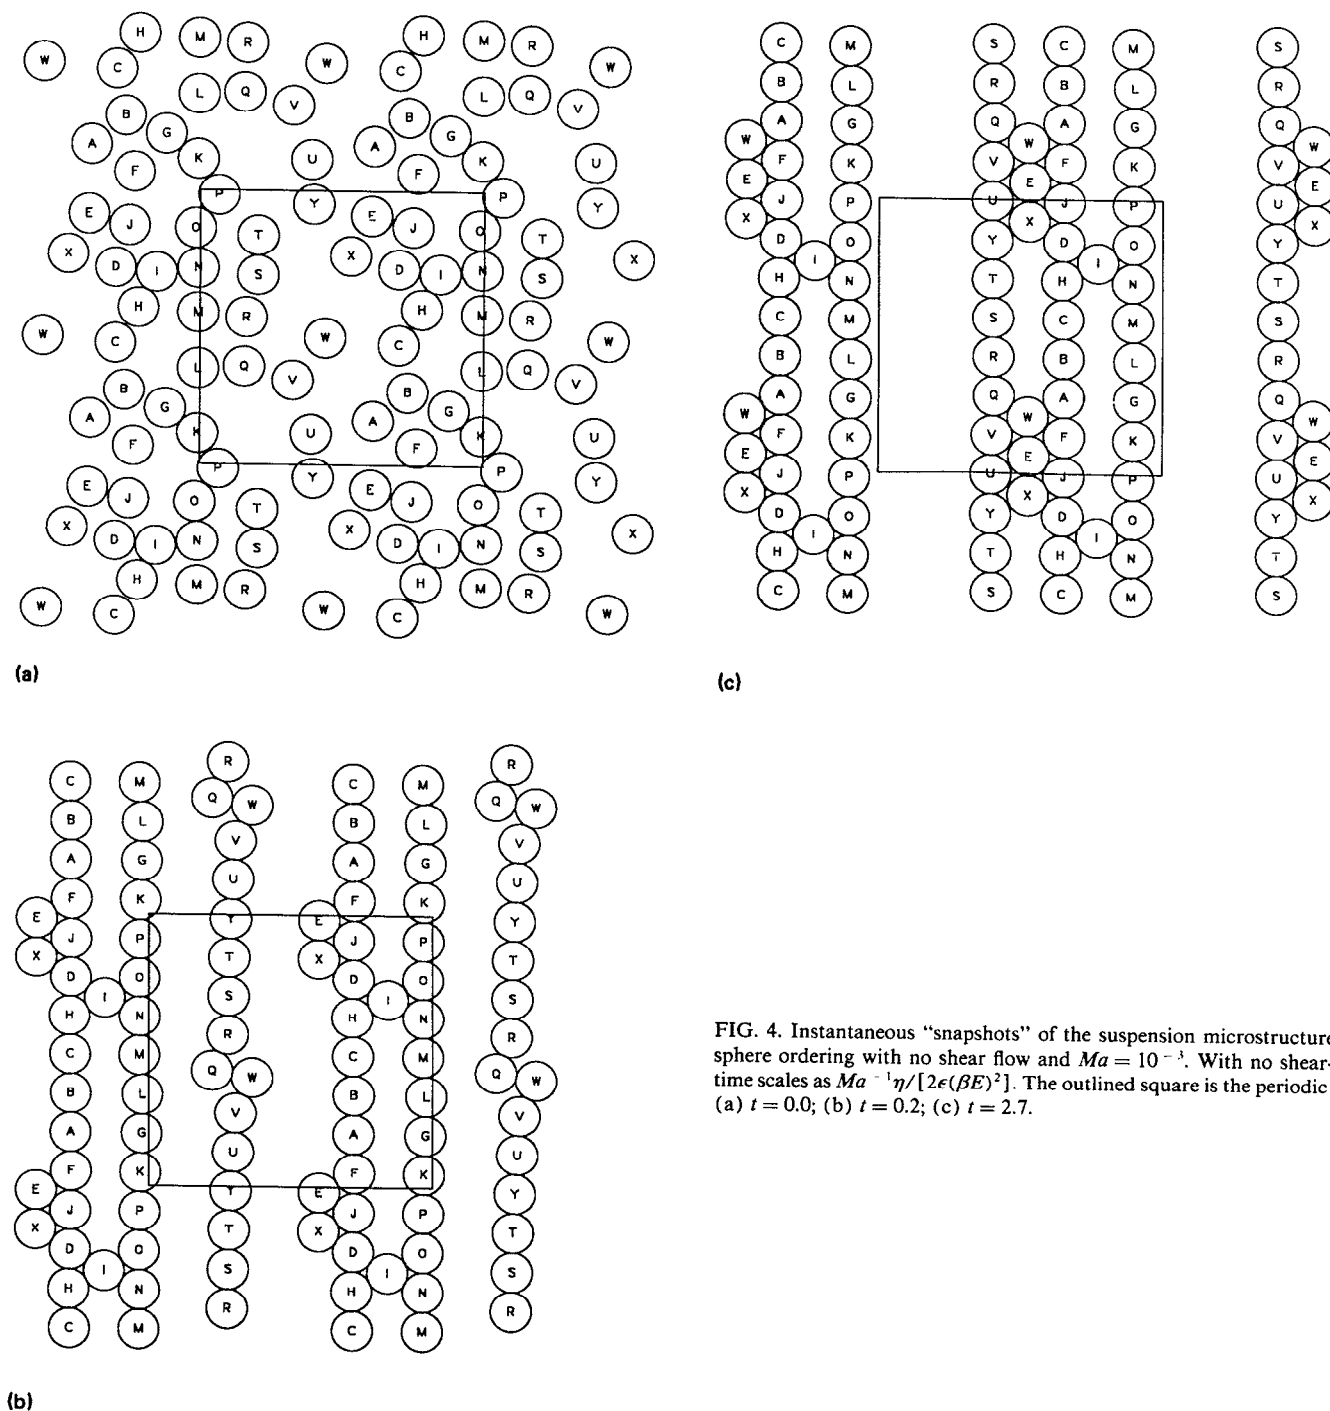 H M R H M R
W C W C W
L Q V L Q V
B G B G
A F K U A F K U
P Y P Y
E J O T E J O T
X D I N S X D I N S X
H M R H M R
W C W C W
L Q V L Q V
B G B G
A F K U A F K U
P Y P Y
E J O T E J O T
X D I N S X D I N S X
H M R H M R
W C W C W
(a)
C M S C M S
B L R B L R
A G Q A G Q
W W W
F K V F K V
E E E
J P U J P U
X X X
D O Y D O Y
I I
H N T H N T
C M S C M S
B L R B L R
A G Q A G Q
W W W
F K V F K V
E E E
J P U J P U
X X X
D O Y D O Y
I I
H N T H N T
C M S C M S
(c)
R R
C M C M
Q W Q W
B L B L
V V
A G A G
U U
F K F K
E Y E Y
J P J P
X T X T
D O D O
I S I S
H N H N
R R
C M C M
Q W Q W
B L B L
V V
A G A G
U U
F K F K
E Y E Y
J P J P
X T X T
D O D O
I S I S
H N H N
R R
C M C M
(b)
FIG. 4. Instantaneous "snapshots" of the suspension microstructure
sphere ordering with no shear flow and Ma = 10⁻³. With no shear-
time scales as Ma⁻¹η/[2ϵ(βE)²]. The outlined square is the periodic
(a) t = 0.0; (b) t = 0.2; (c) t = 2.7.